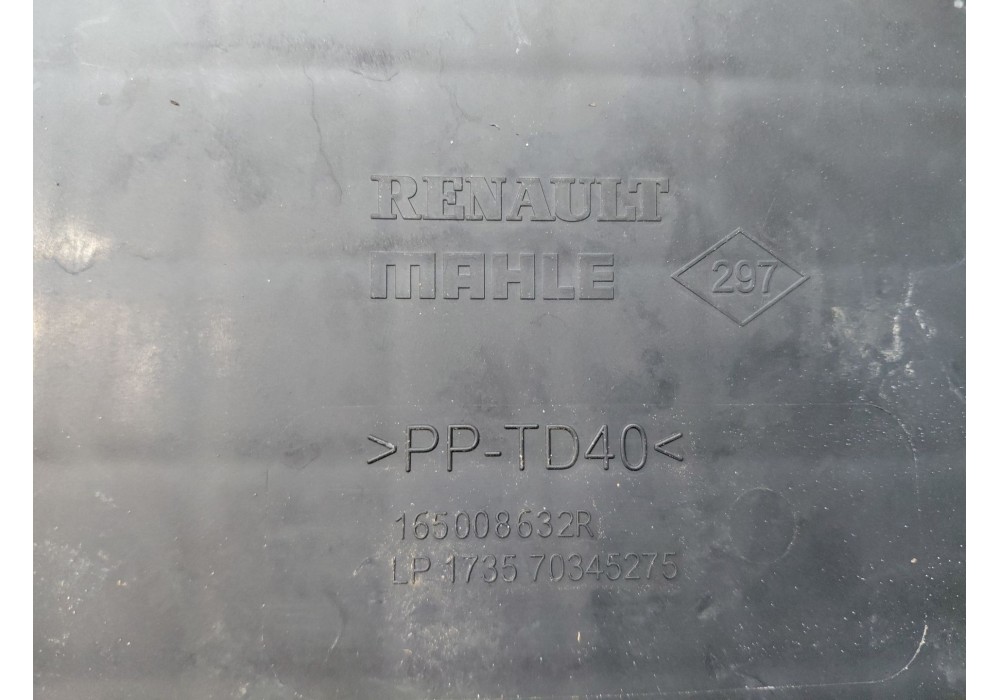 RENAULT
MAHLE 297
>PP-TD40<
165008632R
LP 1735 70345275